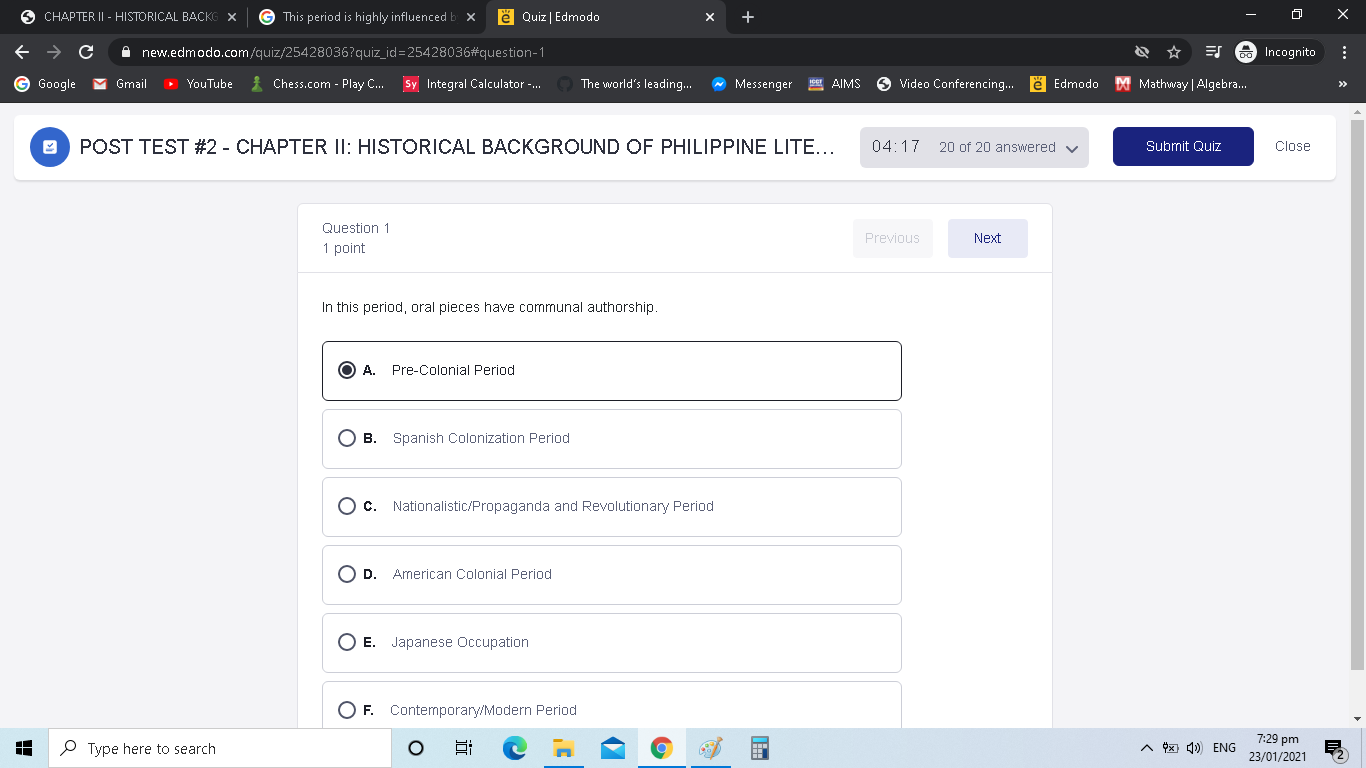 CHAPTER II - HISTORICAL BACKG
This period is highly influenced b
Quiz | Edmodo
new.edmodo.com/quiz/25428036?quiz_id=25428036#question-1
Incognito
Google
Gmail
YouTube
Chess.com - Play C...
Sy
Integral Calculator -...
The world's leading...
Messenger
AIMS
Video Conferencing...
Edmodo
Mathway | Algebra...
POST TEST #2 - CHAPTER II: HISTORICAL BACKGROUND OF PHILIPPINE LITE...
04:17
20 of 20 answered
Submit Quiz
Close
Question 1
1 point
Previous
Next
In this period, oral pieces have communal authorship.
A. Pre-Colonial Period
B. Spanish Colonization Period
C. Nationalistic/Propaganda and Revolutionary Period
D. American Colonial Period
E. Japanese Occupation
F. Contemporary/Modern Period
Type here to search
ENG
7:29 pm
23/01/2021
2